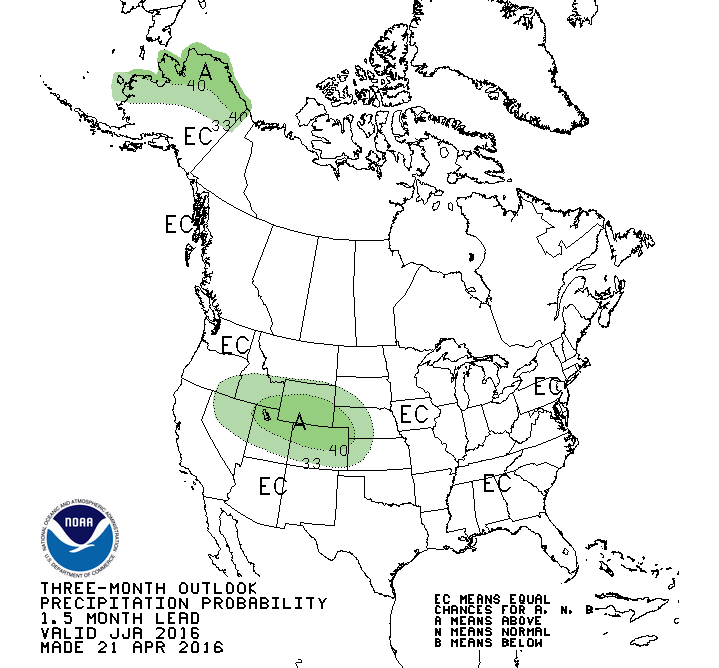 A
40
40
33
EC
EC
EC
EC
EC
A
40
33
EC
EC
NATIONAL OCEANIC AND ATMOSPHERIC ADMINISTRATION
NOAA
U.S. DEPARTMENT OF COMMERCE
THREE-MONTH OUTLOOK
PRECIPITATION PROBABILITY
1.5 MONTH LEAD
VALID JJA 2016
MADE 21 APR 2016
EC MEANS EQUAL
CHANCES FOR A, N, B
A MEANS ABOVE
N MEANS NORMAL
B MEANS BELOW